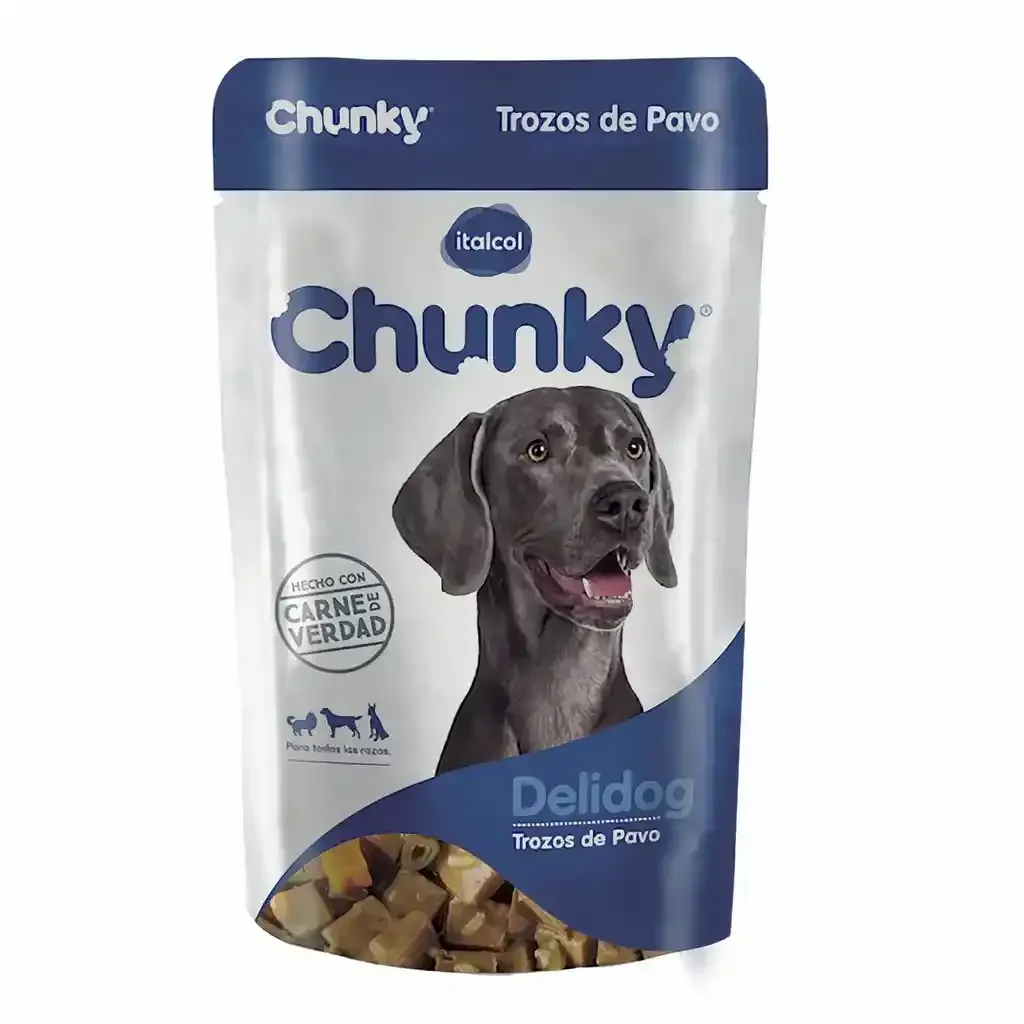 Chunky
Trozos de Pavo
italcol
Chunky®
HECHO CON
CARNE DE
VERDAD
Para todas las razas.
Delidog
Trozos de Pavo